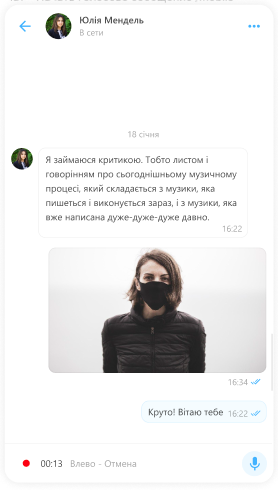 Юлія Мендель
В сети
18 січня
Я займаюся критикою. Тобто листом і
говорінням про сьогоднішньому музичному
процесі, який складається з музики, яка
пишеться і виконується зараз, і з музики, яка
вже написана дуже-дуже-дуже давно.
16:22
16:34
Круто! Вітаю тебе 16:22
00:13 Влево - Отмена